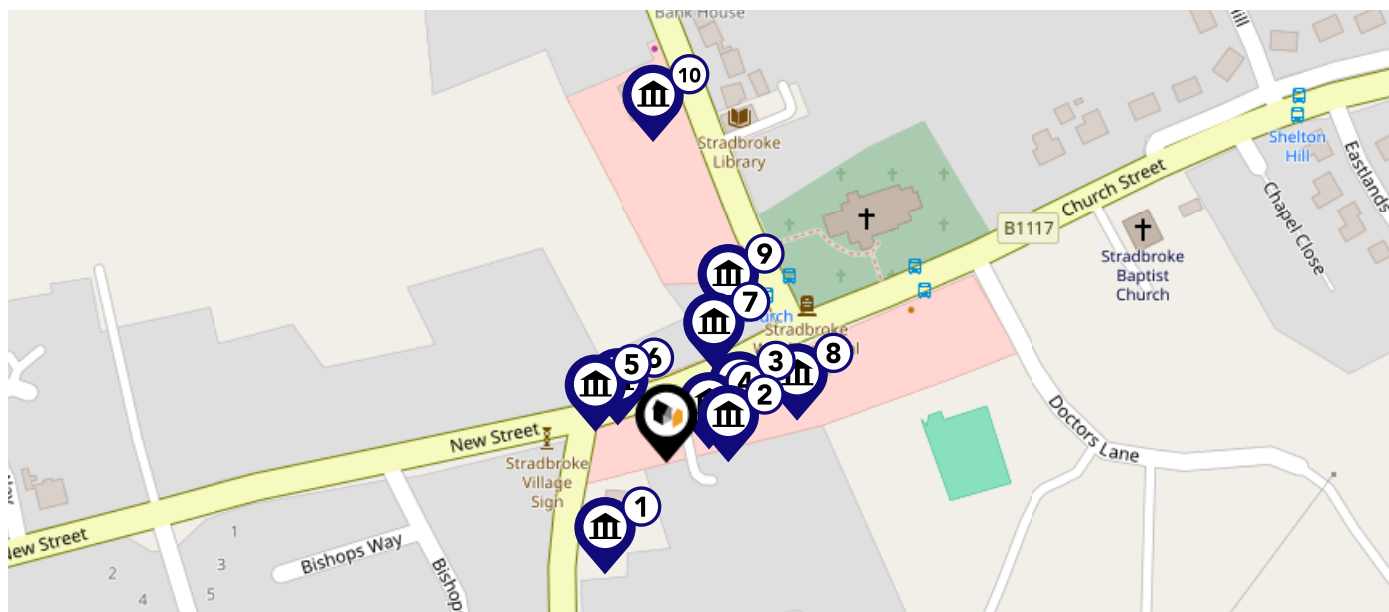 Bank House
Hill
10
Stradbroke
Library
Shelton
Hill
Eastlands
Church Street
B1117
Chapel Close
Stradbroke
Baptist
Church
9
7
Stradbroke
5
6
3
8
4
2
New Street
Stradbroke
Village
Sign
Doctors Lane
1
New Street
Bishops Way
Bishop
1
2
3
4
5